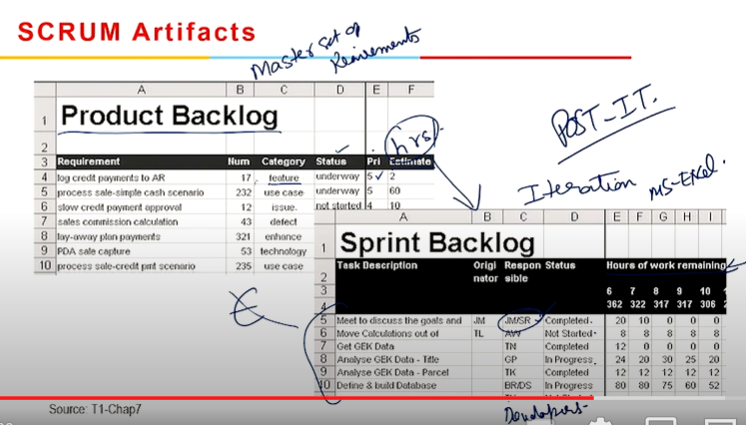 SCRUM Artifacts
Master set of
Reuirements
A B C D E F
1 Product Backlog
2
hrs.
3 Requirement Num Category Status Pri Estimate
4 log credit payments to AR 17 feature underway 5 2
5 process sale-simple cash scenario 232 use case underway 5 60
6 slow credit payment approval 12 issue. not started 4 10
7 sales commission calculation 43 defect
8 lay-away plan payments 321 enhance
9 PDA sale capture 53 technology
10 process sale-credit pmt scenario 235 use case
POST-IT.
Iteration MS-EXCEL.
A B C D E F G H I
1 Sprint Backlog
2 Task Description Origi nator Respon sible Status Hours of work remaining
3 6 7 8 9 10
4 362 322 317 317 306
5 Meet to discuss the goals and JM JM/SR Completed 20 10 0 0 0
6 Move Calculations out of TL AW Not Started 8 8 8 8 8
7 Get GEK Data TN Completed 12 0 0 0 0
8 Analyse GEK Data - Title GP In Progress 24 20 30 25 20
9 Analyse GEK Data - Parcel TK Completed 12 12 12 12 12
10 Define & build Database BR/DS In Progress 80 80 75 60 52
Developers
Source: T1-Chap7